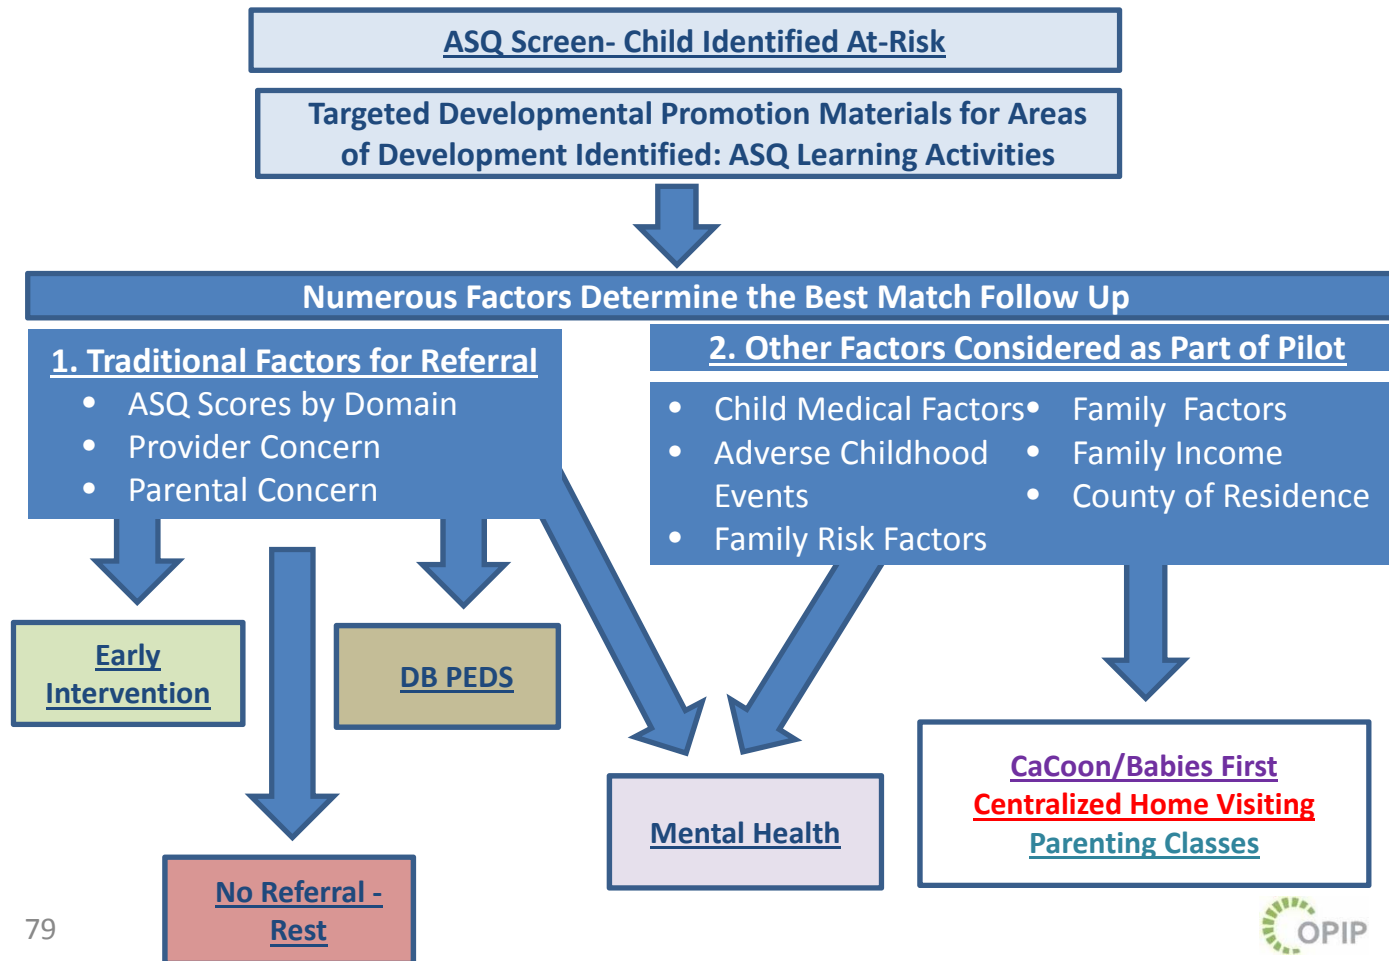 ASQ Screen- Child Identified At-Risk
Targeted Developmental Promotion Materials for Areas
of Development Identified: ASQ Learning Activities
Numerous Factors Determine the Best Match Follow Up
1. Traditional Factors for Referral
• ASQ Scores by Domain
• Provider Concern
• Parental Concern
2. Other Factors Considered as Part of Pilot
• Child Medical Factors
• Adverse Childhood
Events
• Family Risk Factors
• Family Factors
• Family Income
• County of Residence
Early
Intervention
DB PEDS
No Referral -
Rest
Mental Health
CaCoon/Babies First
Centralized Home Visiting
Parenting Classes
79
OPIP